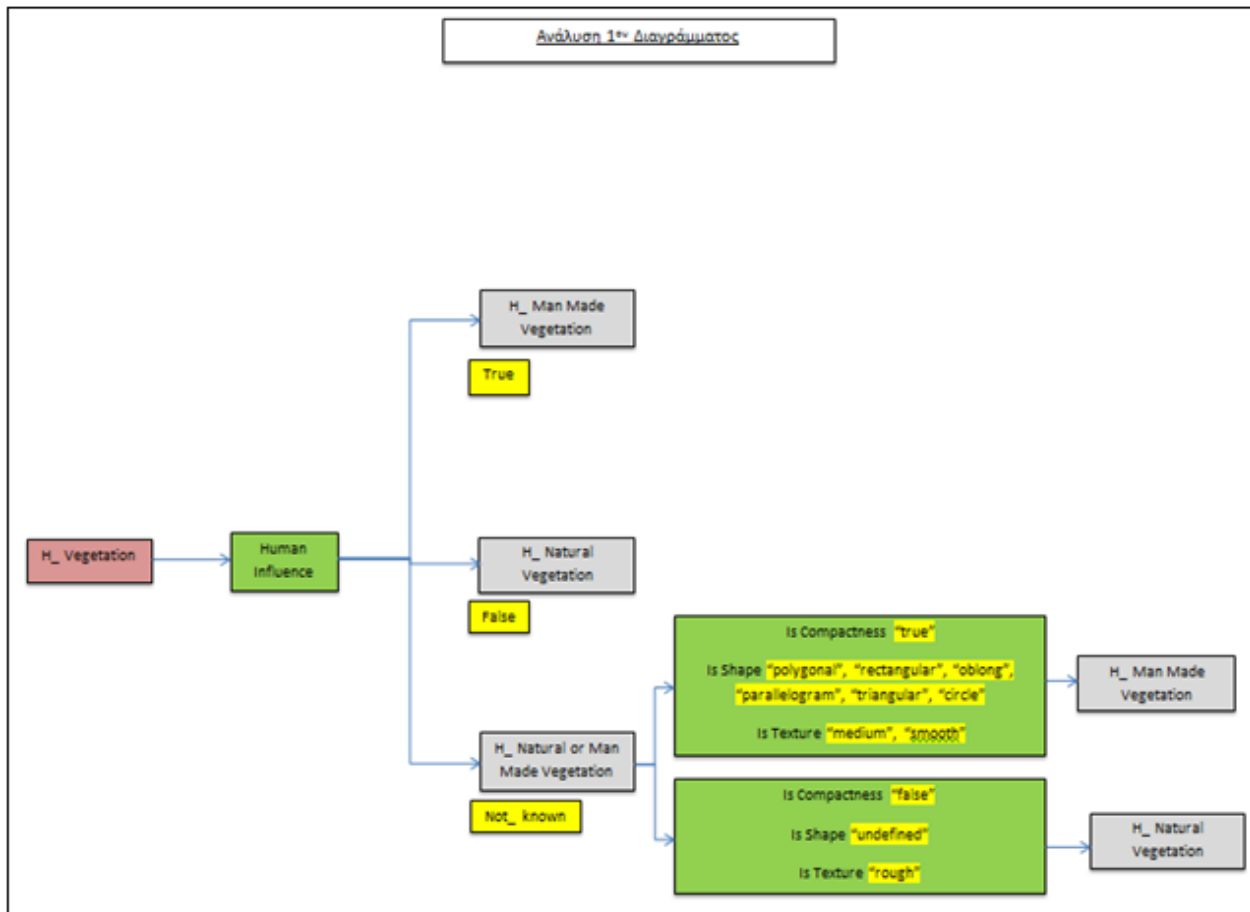 Ανάλυση 1ου Διαγράμματος
H_ Man Made
Vegetation
True
H_ Vegetation
Human
Influence
H_ Natural
Vegetation
False
H_ Natural or Man
Made Vegetation
Not_ known
Is Compactness "true"
Is Shape "polygonal", "rectangular", "oblong",
"parallelogram", "triangular", "circle"
Is Texture "medium", "smooth"
H_ Man Made
Vegetation
Is Compactness "false"
Is Shape "undefined"
Is Texture "rough"
H_ Natural
Vegetation